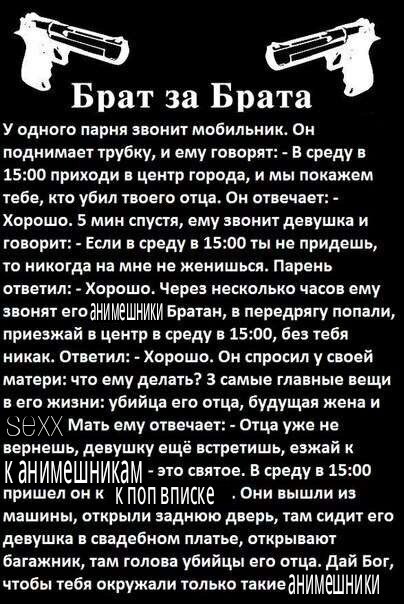 Брат за Брата
У одного парня звонит мобильник. Он
поднимает трубку, и ему говорят: - В среду в
15:00 приходи в центр города, и мы покажем
тебе, кто убил твоего отца. Он отвечает: -
Хорошо. 5 мин спустя, ему звонит девушка и
говорит: - Если в среду в 15:00 ты не придешь,
то никогда на мне не женишься. Парень
ответил: - Хорошо. Через несколько часов ему
звонят его анимешники Братан, в передрягу попали,
приезжай в центр в среду в 15:00, без тебя
никак. Ответил: - Хорошо. Он спросил у своей
матери: что ему делать? 3 самые главные вещи
в его жизни: убийца его отца, будущая жена и
sexx Мать ему отвечает: - Отца уже не
вернешь, девушку ещё встретишь, езжай к
к анимешникам - это святое. В среду в 15:00
пришел он к к поп вписке . Они вышли из
машины, открыли заднюю дверь, там сидит его
девушка в свадебном платье, открывают
багажник, там голова убийцы его отца. Дай Бог,
чтобы тебя окружали только такие анимешники